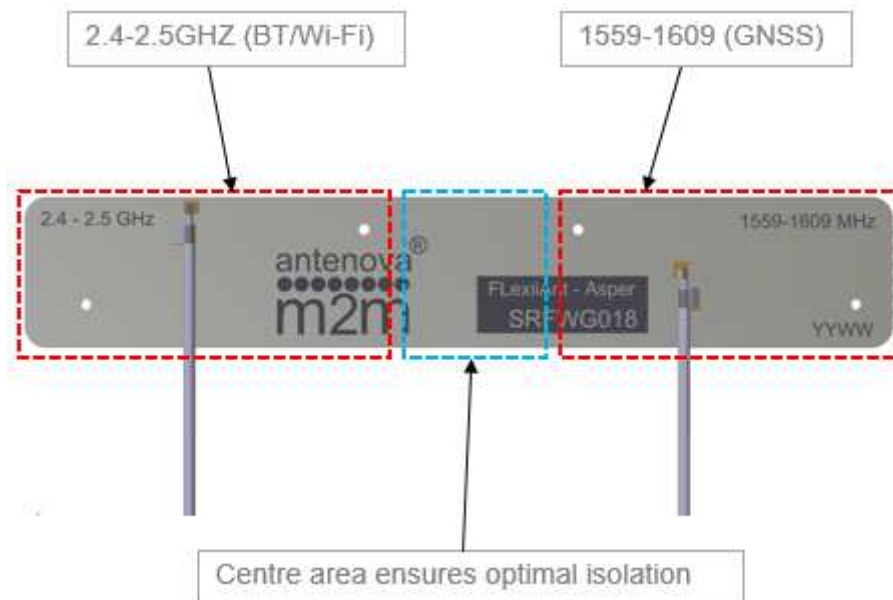 2.4-2.5GHZ (BT/Wi-Fi)
1559-1609 (GNSS)
2.4 - 2.5 GHz
1559-1609 MHz
antenova®
m2m
FLexiiAnt - Asper
SRFWG018
YYWW
Centre area ensures optimal isolation